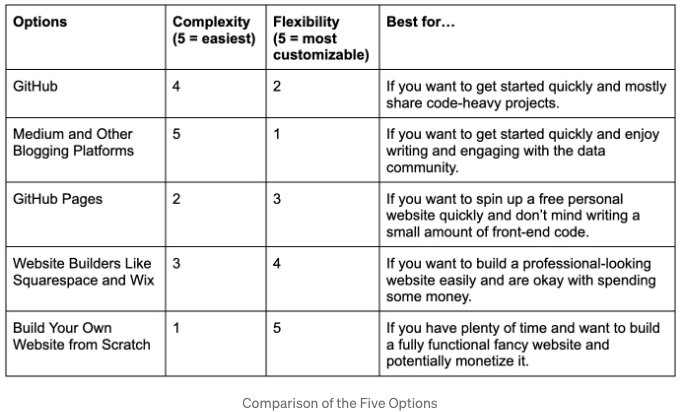 Options
Complexity
(5 = easiest)
Flexibility
(5 = most
customizable)
Best for…
GitHub
4
2
If you want to get started quickly and mostly
share code-heavy projects.
Medium and Other
Blogging Platforms
5
1
If you want to get started quickly and enjoy
writing and engaging with the data
community.
GitHub Pages
2
3
If you want to spin up a free personal
website quickly and don’t mind writing a
small amount of front-end code.
Website Builders Like
Squarespace and Wix
3
4
If you want to build a professional-looking
website easily and are okay with spending
some money.
Build Your Own
Website from Scratch
1
5
If you have plenty of time and want to build
a fully functional fancy website and
potentially monetize it.
Comparison of the Five Options